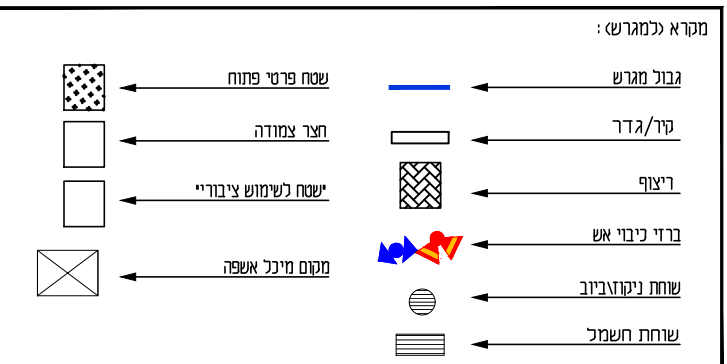 מקרא (למגרש):
גבול מגרש
קיר/גדר
ריצוף
ברזי כיבוי אש
שוחת ניקוז\ביוב
שוחת חשמל
שטח פרטי פתוח
חצר צמודה
"שטח לשימוש ציבורי"
מקום מיכל אשפה